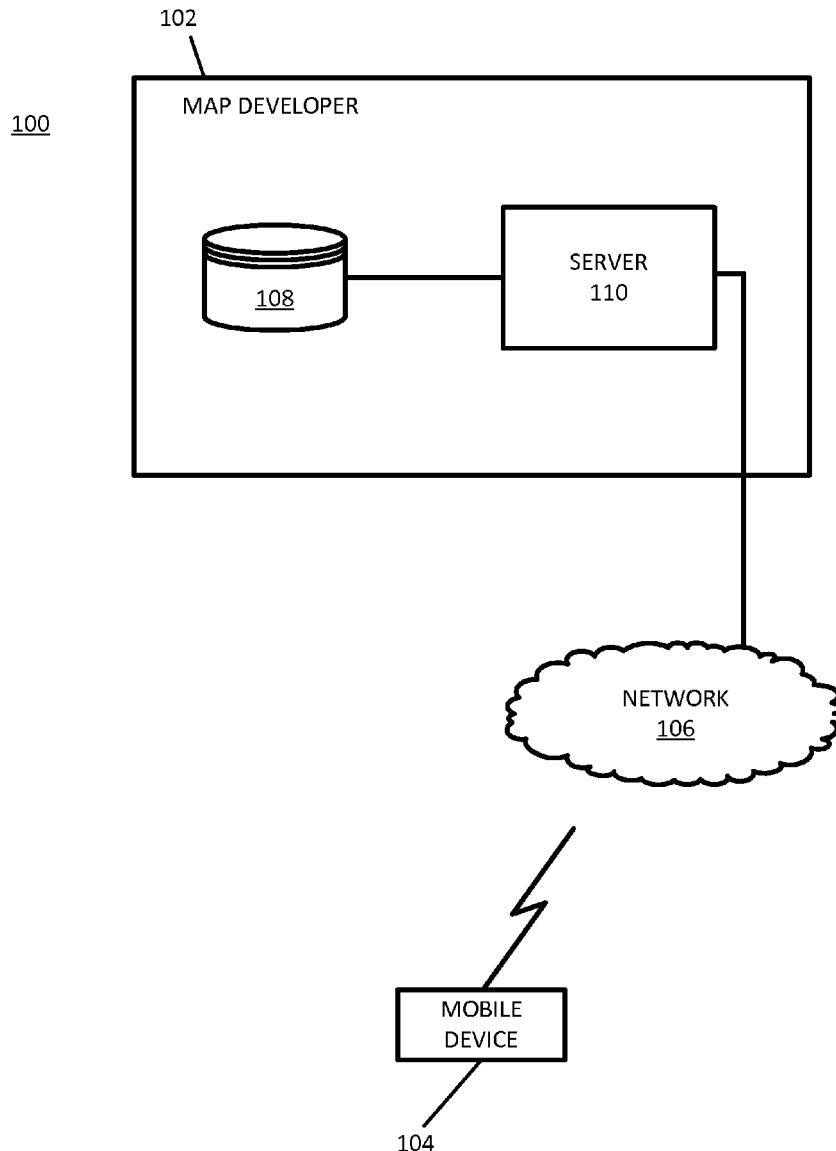 102
100
MAP DEVELOPER
108
SERVER
110
NETWORK
106
MOBILE
DEVICE
104